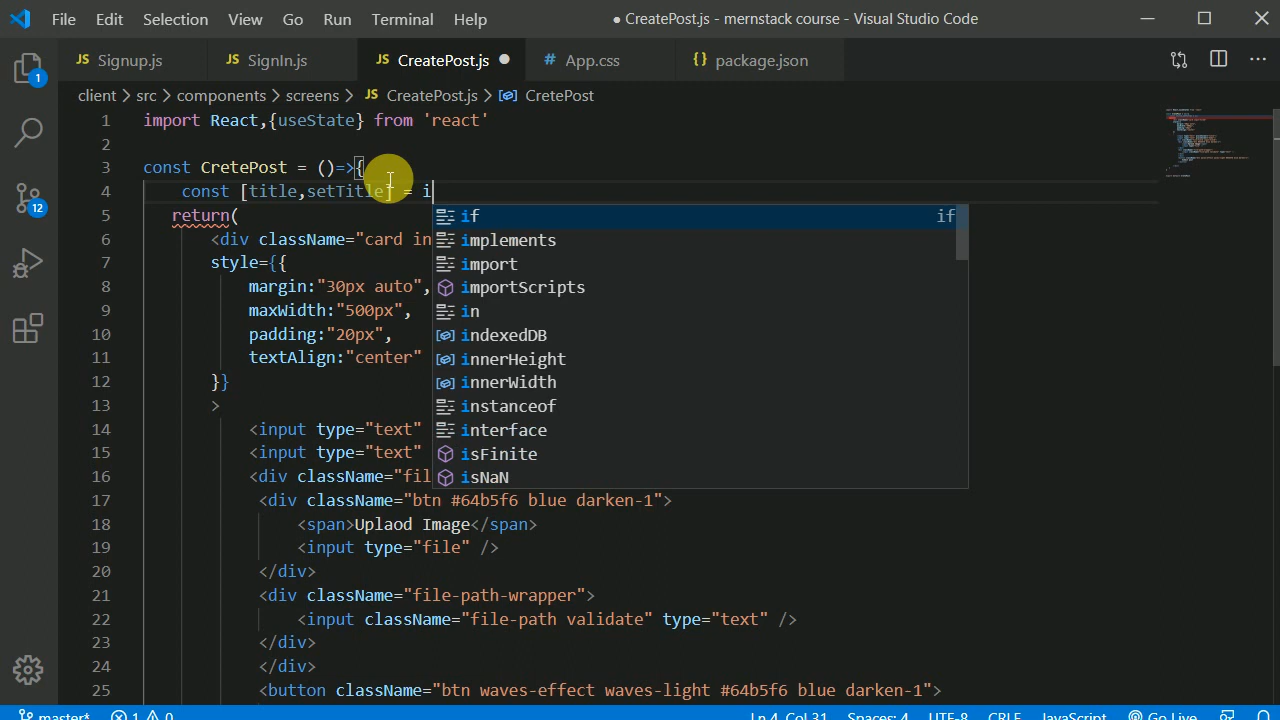 File Edit Selection View Go Run Terminal Help ● CreatePost.js - mernstack course - Visual Studio Code
JS Signup.js JS SignIn.js JS CreatePost.js # App.css {} package.json
client > src > components > screens > JS CreatePost.js > CretePost
1 import React,{useState} from 'react'
2
3 const CretePost = ()=>{
4 const [title,setTitle] = i
5 return(
6 <div className="card in
7 style={{
8 margin:"30px auto",
9 maxWidth:"500px",
10 padding:"20px",
11 textAlign:"center"
12 }}
13 >
14 <input type="text"
15 <input type="text"
16 <div className="fil
17 <div className="btn #64b5f6 blue darken-1">
18 <span>Uplaod Image</span>
19 <input type="file" />
20 </div>
21 <div className="file-path-wrapper">
22 <input className="file-path validate" type="text" />
23 </div>
24 </div>
25 <button className="btn waves-effect waves-light #64b5f6 blue darken-1">
if if
implements
import
importScripts
in
indexedDB
innerHeight
innerWidth
instanceof
interface
isFinite
isNaN
1
12
master* 1 0 Ln 4, Col 31 Spaces: 4 UTF-8 CRLF JavaScript Go Live